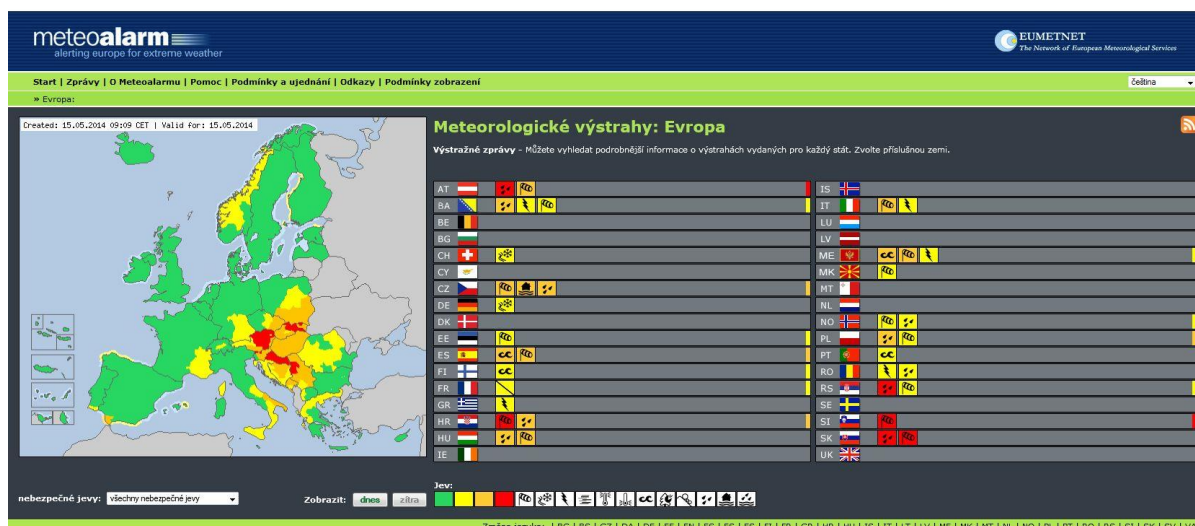 meteoalarm
alerting europe for extreme weather
EUMETNET
The Network of European Meteorological Services
Start | Zprávy | O Meteoalarmu | Pomoc | Podmínky a ujednání | Odkazy | Podmínky zobrazení
čeština
» Evropa:
Created: 15.05.2014 09:09 CET | Valid for: 15.05.2014
Meteorologické výstrahy: Evropa
Výstražné zprávy - Můžete vyhledat podrobnější informace o výstrahách vydaných pro každý stát. Zvolte příslušnou zemi.
AT
BA
BE
BG
CH
CY
CZ
DE
DK
EE
ES
FI
FR
GR
HR
HU
IE
IS
IT
LU
LV
ME
MK
MT
NL
NO
PL
PT
RO
RS
SE
SI
SK
UK
nebezpečné jevy: všechny nebezpečné jevy
Zobrazit: dnes zítra
Jev: